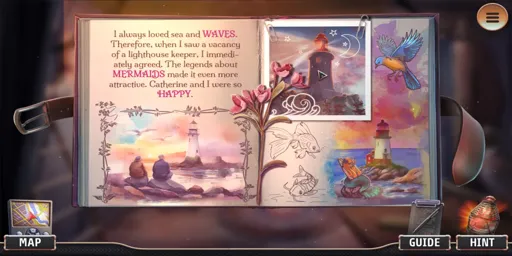 I always loved sea and WAVES.
Therefore, when I saw a vacancy
of a lighthouse keeper, I immedi-
ately agreed. The legends about
MERMAIDS made it even more
attractive. Catherine and I were so
HAPPY.
MAP
GUIDE
HINT